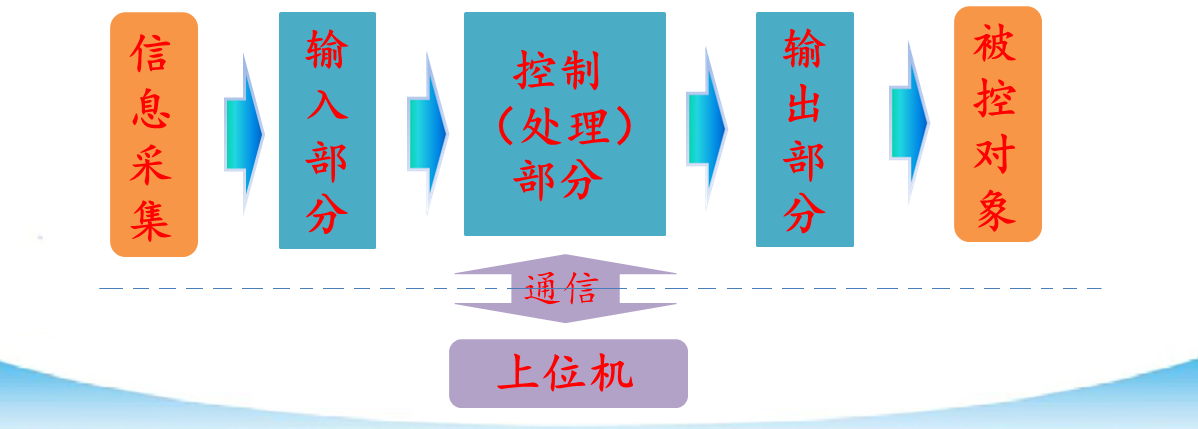 信息采集
输入部分
控制
（处理）
部分
输出部分
被控对象
通信
上位机